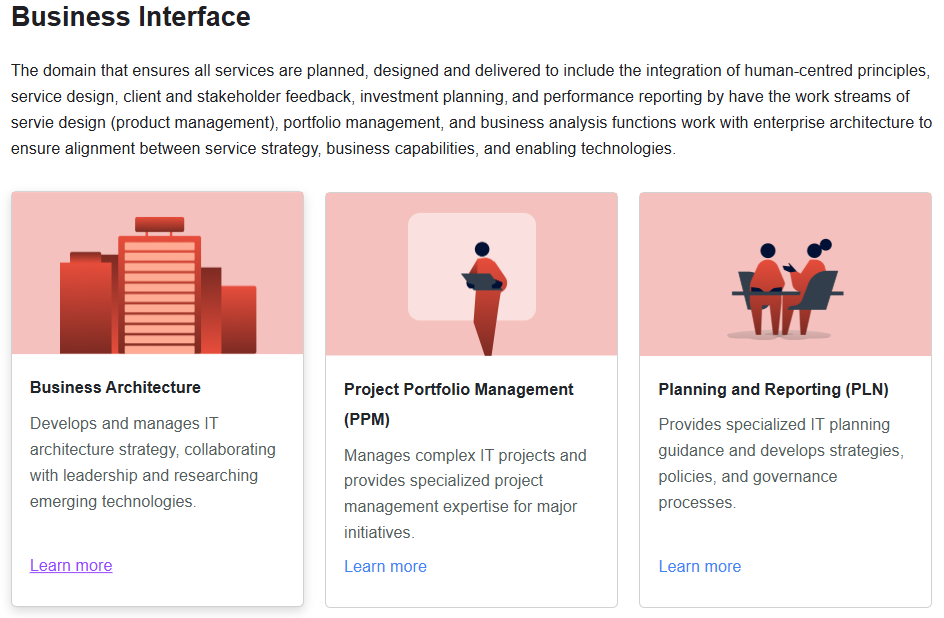 Business Interface
The domain that ensures all services are planned, designed and delivered to include the integration of human-centred principles,
service design, client and stakeholder feedback, investment planning, and performance reporting by have the work streams of
servie design (product management), portfolio management, and business analysis functions work with enterprise architecture to
ensure alignment between service strategy, business capabilities, and enabling technologies.
Business Architecture
Develops and manages IT
architecture strategy, collaborating
with leadership and researching
emerging technologies.
Learn more
Project Portfolio Management
(PPM)
Manages complex IT projects and
provides specialized project
management expertise for major
initiatives.
Learn more
Planning and Reporting (PLN)
Provides specialized IT planning
guidance and develops strategies,
policies, and governance
processes.
Learn more